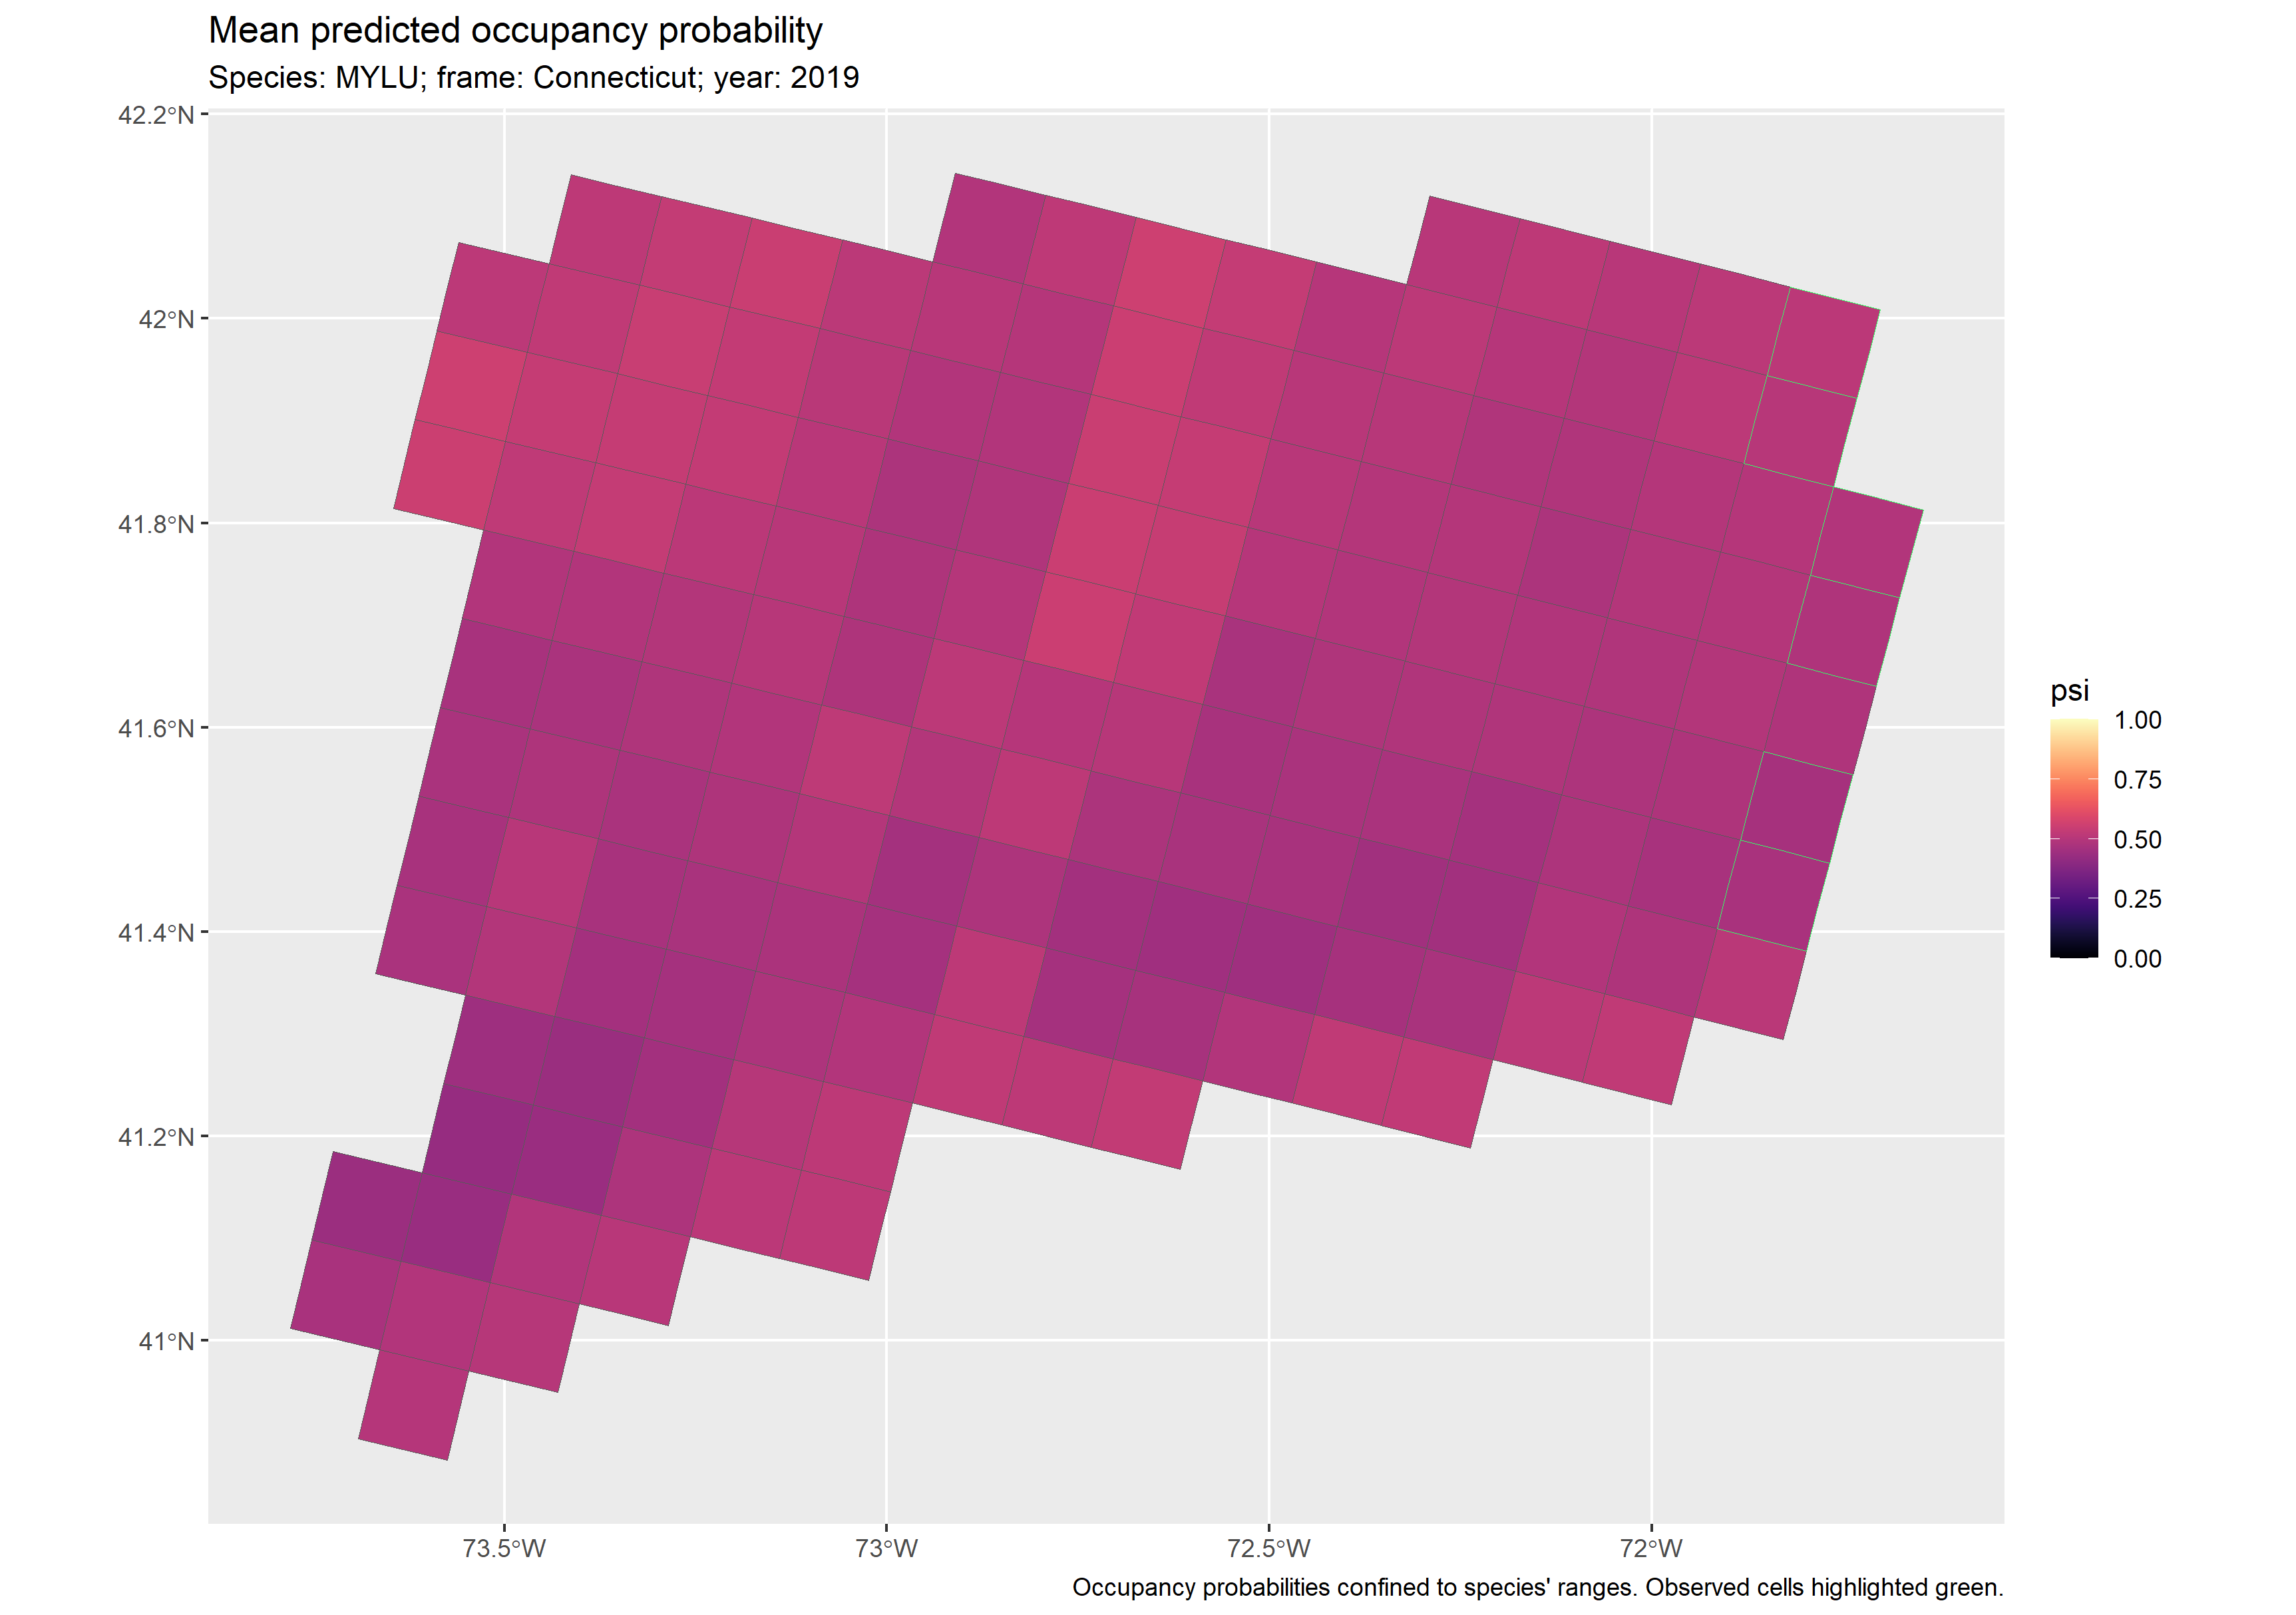 Mean predicted occupancy probability
Species: MYLU; frame: Connecticut; year: 2019
42.2°N
42°N
41.8°N
41.6°N
41.4°N
41.2°N
41°N
73.5°W
73°W
72.5°W
72°W
psi
1.00
0.75
0.50
0.25
0.00
Occupancy probabilities confined to species' ranges. Observed cells highlighted green.